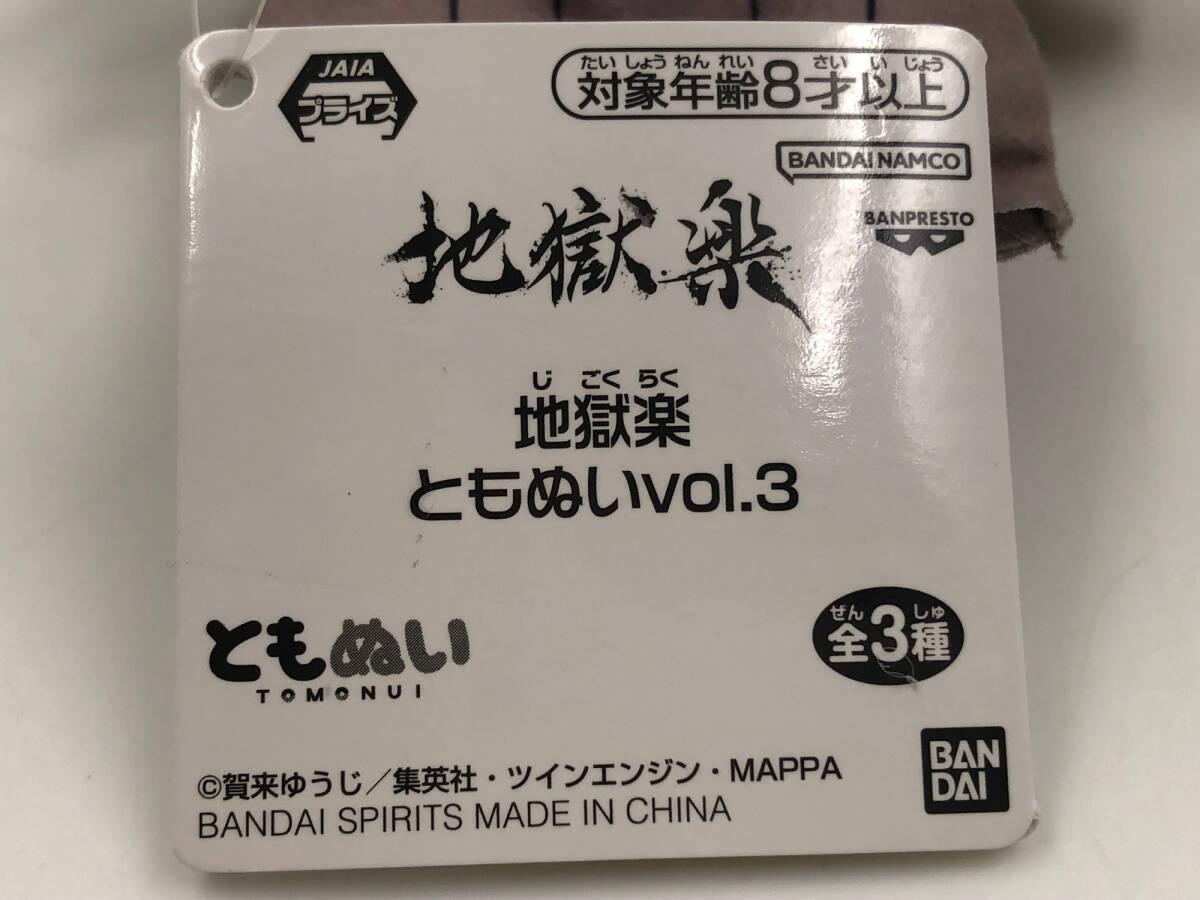 JAIA
プライズ
たいしょうねんれい さいいじょう
対象年齢8才以上
BANDAI NAMCO
BANPRESTO
地獄楽
じごくらく
地獄楽
ともぬいvol.3
ともぬい
TOMONUI
ぜん しゅ
全3種
BAN
DAI
©賀来ゆうじ／集英社・ツインエンジン・MAPPA
BANDAI SPIRITS MADE IN CHINA